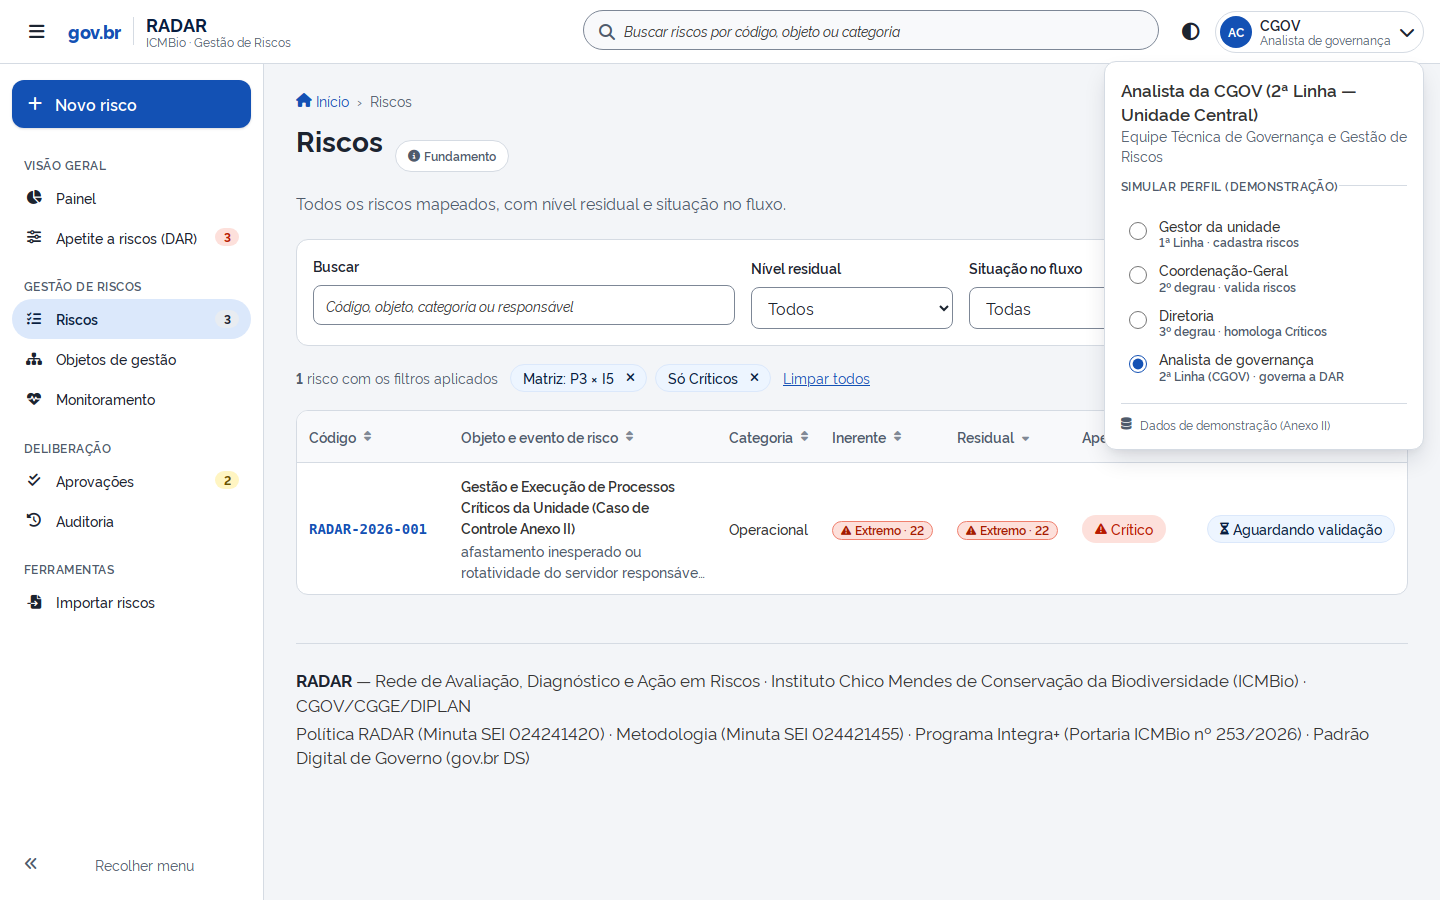 gov.br
RADAR
ICMBio · Gestão de Riscos
Buscar riscos por código, objeto ou categoria
AC
CGOV
Analista de governança
Novo risco
VISÃO GERAL
Painel
Apetite a riscos (DAR)
3
GESTÃO DE RISCOS
Riscos
3
Objetos de gestão
Monitoramento
DELIBERAÇÃO
Aprovações
2
Auditoria
FERRAMENTAS
Importar riscos
Recolher menu
Início › Riscos
Riscos
Fundamento
Todos os riscos mapeados, com nível residual e situação no fluxo.
Buscar
Código, objeto, categoria ou responsável
Nível residual
Todos
Situação no fluxo
Todas
1 risco com os filtros aplicados
Matriz: P3 × I5 ×
Só Críticos ×
Limpar todos
Código
Objeto e evento de risco
Categoria
Inerente
Residual
Ape
RADAR-2026-001
Gestão e Execução de Processos
Críticos da Unidade (Caso de
Controle Anexo II)
afastamento inesperado ou
rotatividade do servidor responsáve…
Operacional
Extremo · 22
Extremo · 22
Crítico
Aguardando validação
Analista da CGOV (2ª Linha —
Unidade Central)
Equipe Técnica de Governança e Gestão de
Riscos
SIMULAR PERFIL (DEMONSTRAÇÃO)
Gestor da unidade
1ª Linha · cadastra riscos
Coordenação-Geral
2º degrau · valida riscos
Diretoria
3º degrau · homologa Críticos
Analista de governança
2ª Linha (CGOV) · governa a DAR
Dados de demonstração (Anexo II)
RADAR — Rede de Avaliação, Diagnóstico e Ação em Riscos · Instituto Chico Mendes de Conservação da Biodiversidade (ICMBio) ·
CGOV/CGGE/DIPLAN
Política RADAR (Minuta SEI 024241420) · Metodologia (Minuta SEI 024421455) · Programa Integra+ (Portaria ICMBio nº 253/2026) · Padrão
Digital de Governo (gov.br DS)